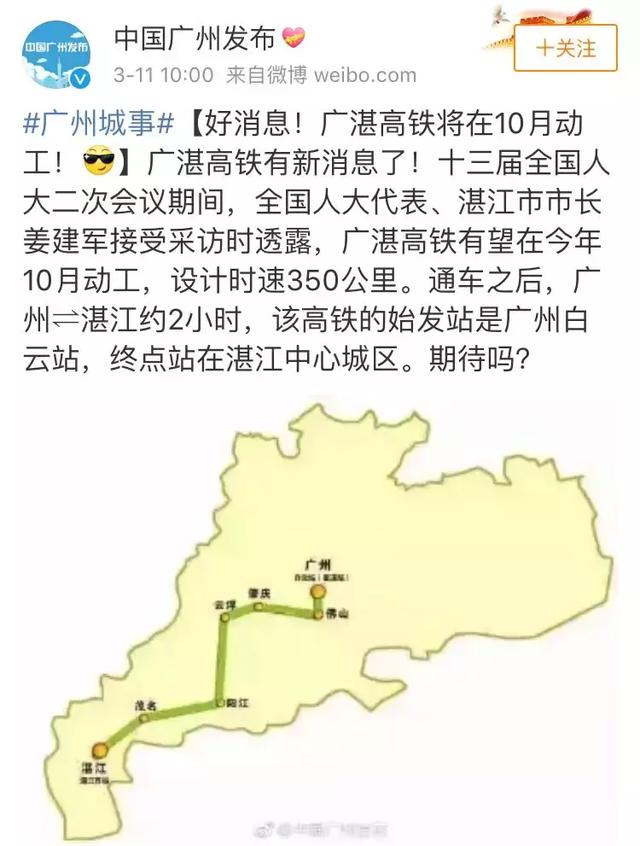 中国广州发布
中国广州发布
3-11 10:00 来自微博 weibo.com
十关注
#广州城事#【好消息！广湛高铁将在10月动
工！】广湛高铁有新消息了！十三届全国人
大二次会议期间，全国人大代表、湛江市市长
姜建军接受采访时透露，广湛高铁有望在今年
10月动工，设计时速350公里。通车之后，广
州⇌湛江约2小时，该高铁的始发站是广州白
云站，终点站在湛江中心城区。期待吗？
广州
肇庆
佛山
阳江
茂名
湛江
@中国广州发布